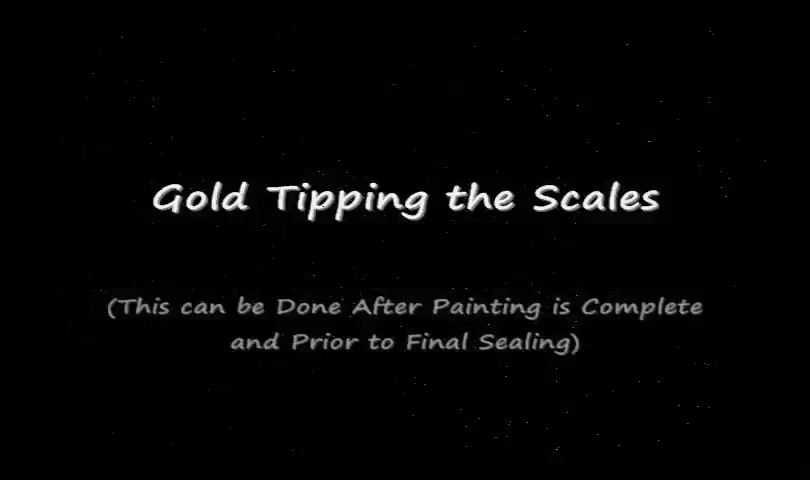 Gold Tipping the Scales
(This can be Done After Painting is Complete
and Prior to Final Sealing)